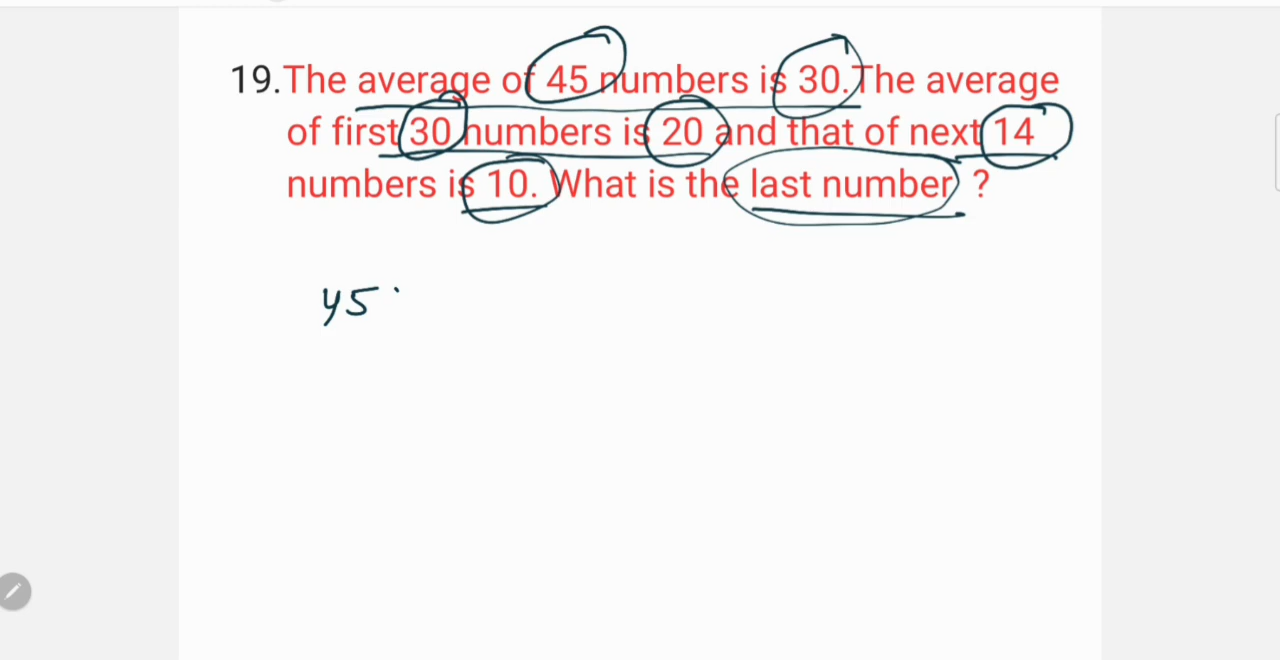 19.The average of 45 numbers is 30.The average
of first 30 numbers is 20 and that of next 14
numbers is 10. What is the last number ?
45